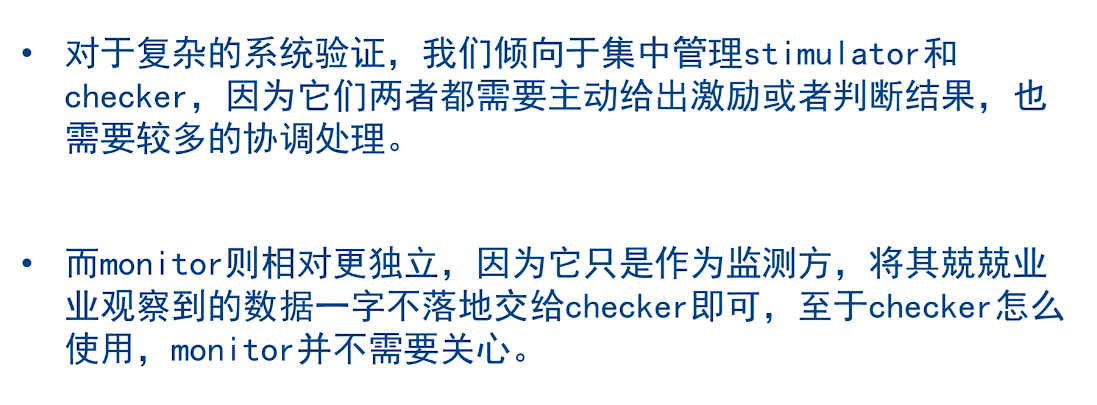 • 对于复杂的系统验证，我们倾向于集中管理stimulator和
checker，因为它们两者都需要主动给出激励或者判断结果，也
需要较多的协调处理。
• 而monitor则相对更独立，因为它只是作为监测方，将其兢兢业
业观察到的数据一字不落地交给checker即可，至于checker怎么
使用，monitor并不需要关心。